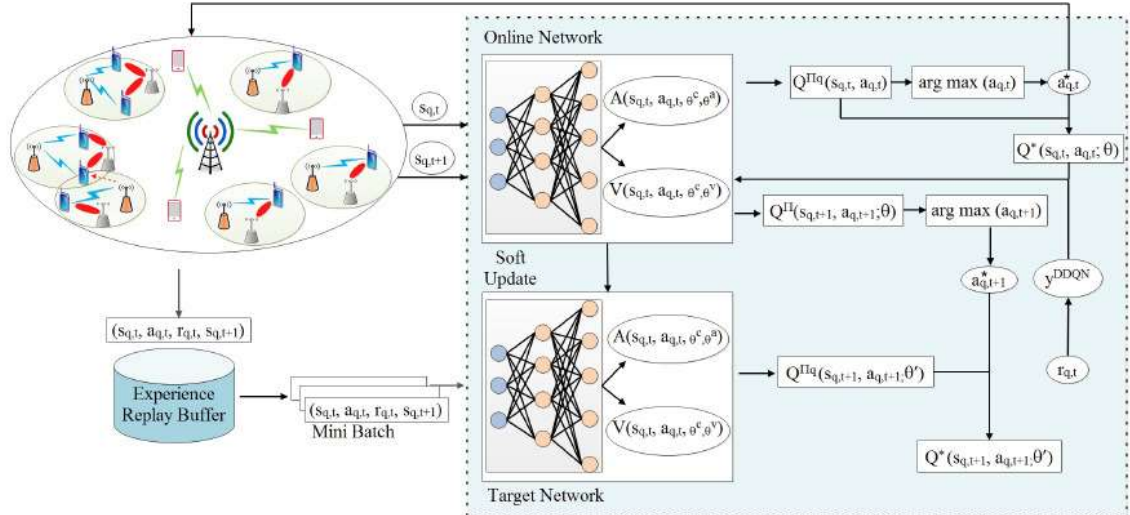 Online Network
s_{q,t}
s_{q,t+1}
A(s_{q,t}, a_{q,t}, θ^c, θ^a)
V(s_{q,t}, a_{q,t}, θ^c, θ^v)
Q^{Πq}(s_{q,t}, a_{q,t})
arg max (a_{q,t})
a^★_{q,t}
Q^*(s_{q,t}, a_{q,t}; θ)
Q^Π(s_{q,t+1}, a_{q,t+1};θ)
arg max (a_{q,t+1})
a^★_{q,t+1}
y^{DDQN}
r_{q,t}
Soft
Update
(s_{q,t}, a_{q,t}, r_{q,t}, s_{q,t+1})
Experience
Replay Buffer
(s_{q,t}, a_{q,t}, r_{q,t}, s_{q,t+1})
Mini Batch
A(s_{q,t}, a_{q,t}, θ^c, θ^a)
V(s_{q,t}, a_{q,t}, θ^c, θ^v)
Q^{Πq}(s_{q,t+1}, a_{q,t+1};θ′)
Q^*(s_{q,t+1}, a_{q,t+1};θ′)
Target Network